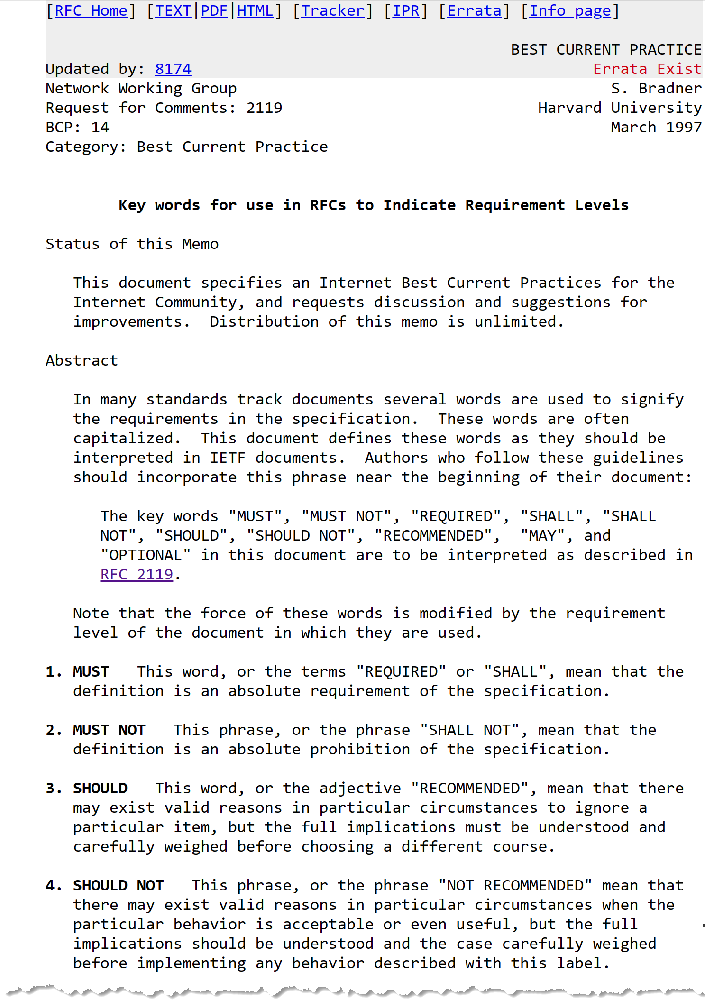 [RFC Home] [TEXT|PDF|HTML] [Tracker] [IPR] [Errata] [Info page]
BEST CURRENT PRACTICE
Updated by: 8174 Errata Exist
Network Working Group S. Bradner
Request for Comments: 2119 Harvard University
BCP: 14 March 1997
Category: Best Current Practice
Key words for use in RFCs to Indicate Requirement Levels
Status of this Memo
This document specifies an Internet Best Current Practices for the
Internet Community, and requests discussion and suggestions for
improvements.  Distribution of this memo is unlimited.
Abstract
In many standards track documents several words are used to signify
the requirements in the specification.  These words are often
capitalized.  This document defines these words as they should be
interpreted in IETF documents.  Authors who follow these guidelines
should incorporate this phrase near the beginning of their document:
The key words "MUST", "MUST NOT", "REQUIRED", "SHALL", "SHALL
NOT", "SHOULD", "SHOULD NOT", "RECOMMENDED",  "MAY", and
"OPTIONAL" in this document are to be interpreted as described in
RFC 2119.
Note that the force of these words is modified by the requirement
level of the document in which they are used.
1. MUST   This word, or the terms "REQUIRED" or "SHALL", mean that the
definition is an absolute requirement of the specification.
2. MUST NOT   This phrase, or the phrase "SHALL NOT", mean that the
definition is an absolute prohibition of the specification.
3. SHOULD   This word, or the adjective "RECOMMENDED", mean that there
may exist valid reasons in particular circumstances to ignore a
particular item, but the full implications must be understood and
carefully weighed before choosing a different course.
4. SHOULD NOT   This phrase, or the phrase "NOT RECOMMENDED" mean that
there may exist valid reasons in particular circumstances when the
particular behavior is acceptable or even useful, but the full
implications should be understood and the case carefully weighed
before implementing any behavior described with this label.